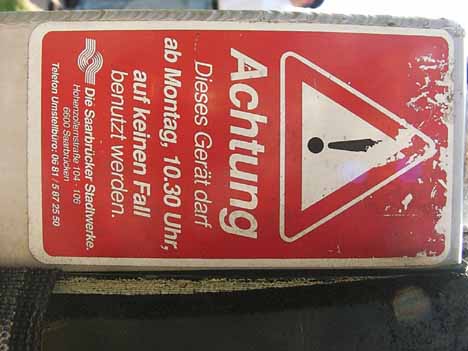 Achtung
Dieses Gerät darf
ab Montag, 10.30 Uhr,
auf keinen Fall
benutzt werden.
Die Saarbrücker Stadtwerke.
Hohenzollernstraße 104 - 106
6600 Saarbrücken
Telefon Umstellbüro: 06 81 / 5 67 25 50